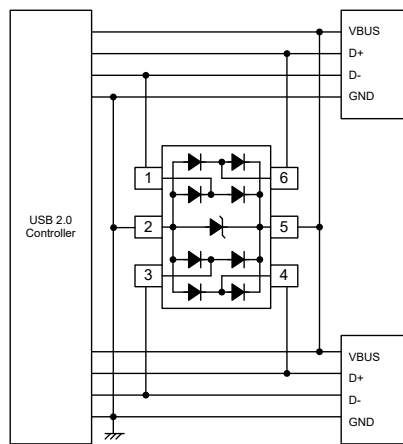 VBUS
D+
D-
GND
1
6
USB 2.0
Controller
2
5
3
4
VBUS
D+
D-
GND